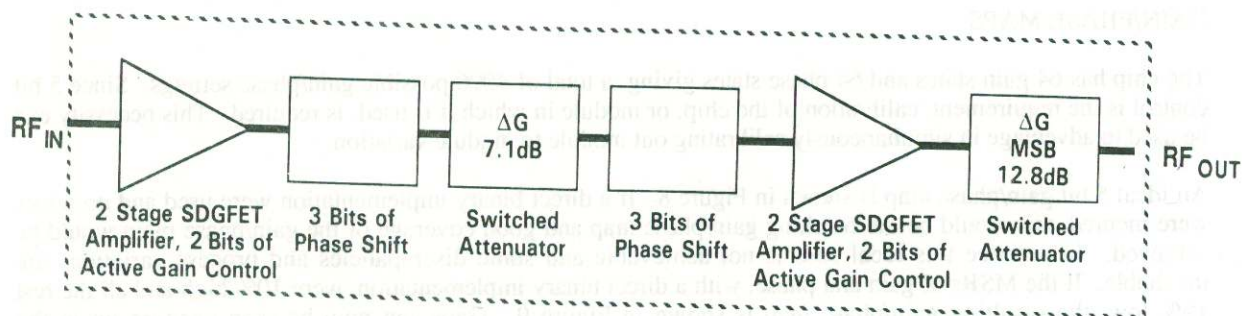 RF IN
ΔG
7.1dB
ΔG
MSB
12.8dB
RF OUT
2 Stage SDGFET
Amplifier, 2 Bits of
Active Gain Control
3 Bits of
Phase Shift
Switched
Attenuator
3 Bits of
Phase Shift
2 Stage SDGFET
Amplifier, 2 Bits of
Active Gain Control
Switched
Attenuator